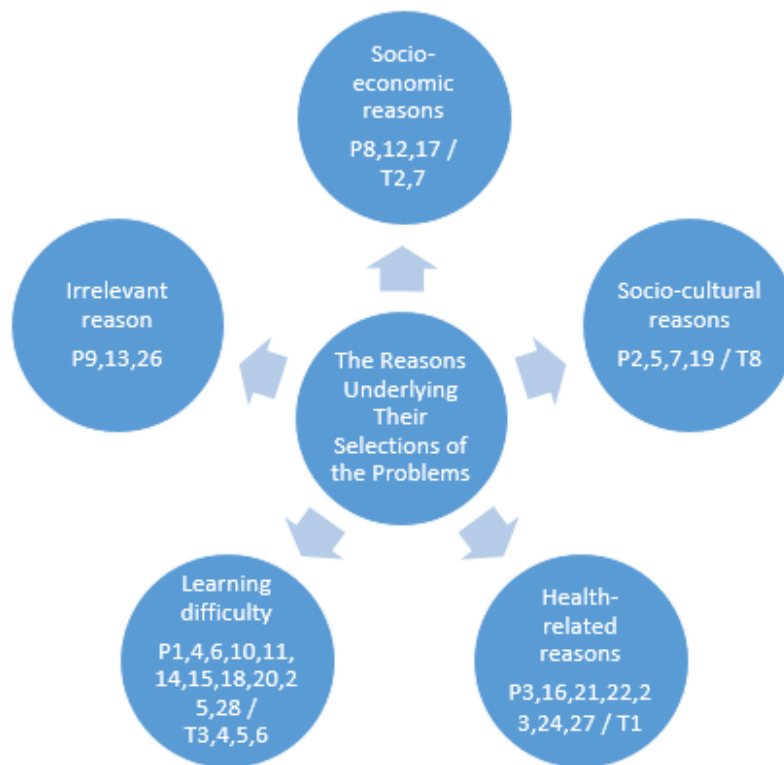 Socio-
economic
reasons
P8,12,17 /
T2,7
Irrelevant
reason
P9,13,26
Socio-cultural
reasons
P2,5,7,19 / T8
The Reasons
Underlying
Their
Selections of
the Problems
Learning
difficulty
P1,4,6,10,11,
14,15,18,20,2
5,28 /
T3,4,5,6
Health-
related
reasons
P3,16,21,22,2
3,24,27 / T1